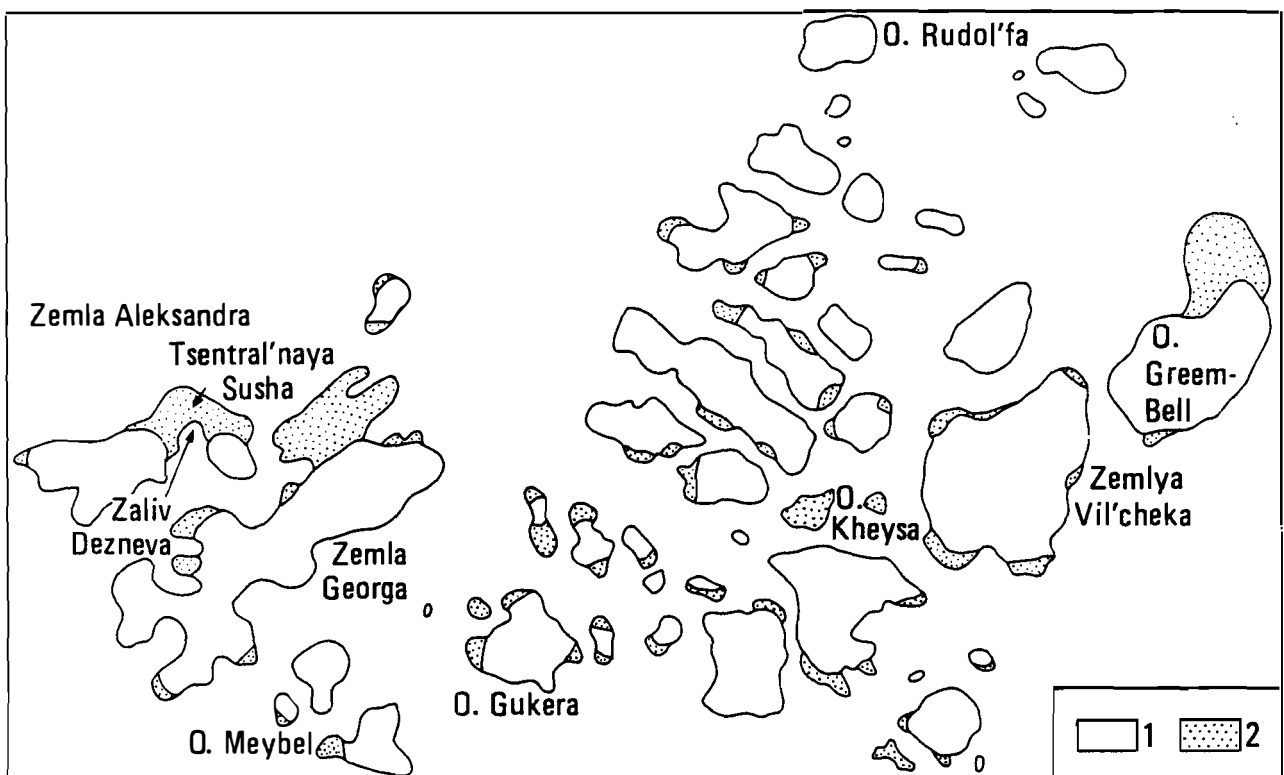 O. Rudol'fa
Zemla Aleksandra
Tsentral'naya
Susha
O.
Greem-
Bell
Zaliv
Dezneva
Zemla
Georga
O.
Kheysa
Zemlya
Vil'cheka
O. Gukera
O. Meybel
1
2